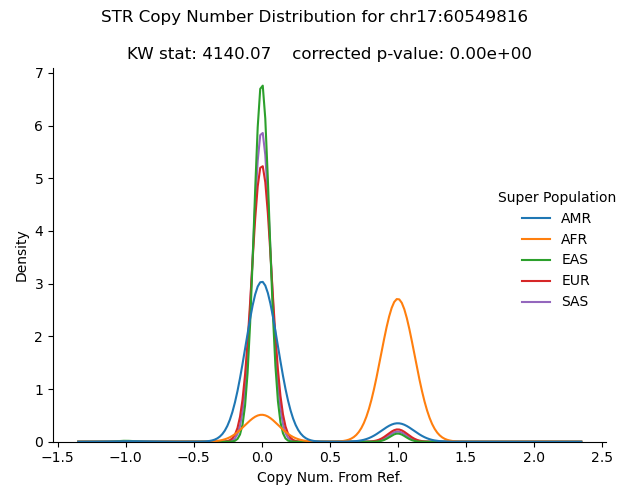 STR Copy Number Distribution for chr17:60549816
KW stat: 4140.07    corrected p-value: 0.00e+00
7
6
5
4
3
2
1
0
Density
−1.5 −1.0 −0.5 0.0 0.5 1.0 1.5 2.0 2.5
Copy Num. From Ref.
Super Population
AMR
AFR
EAS
EUR
SAS